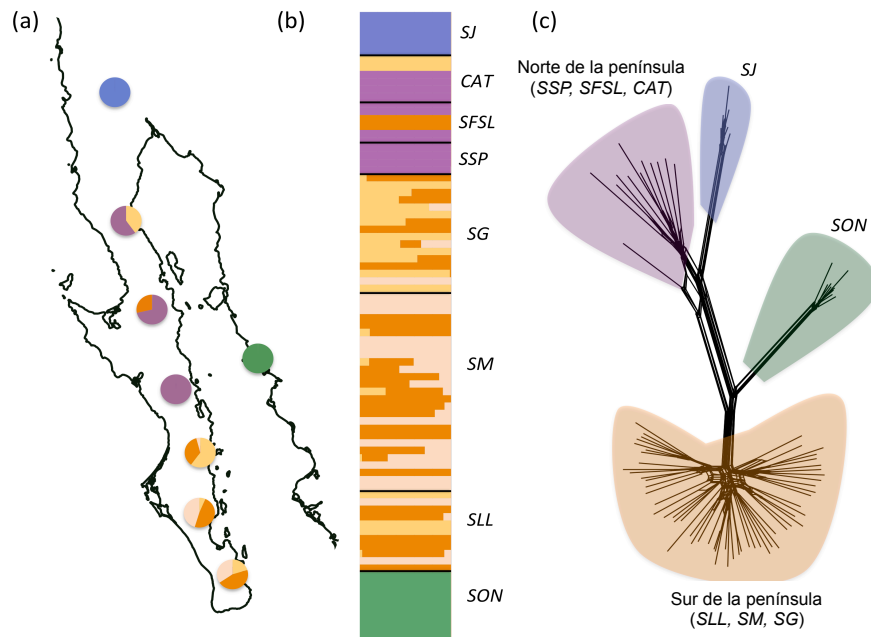 (a)
(b)
(c)
SJ
CAT
SFSL
SSP
SG
SM
SLL
SON
Norte de la península
(SSP, SFSL, CAT)
SJ
SON
Sur de la península
(SLL, SM, SG)